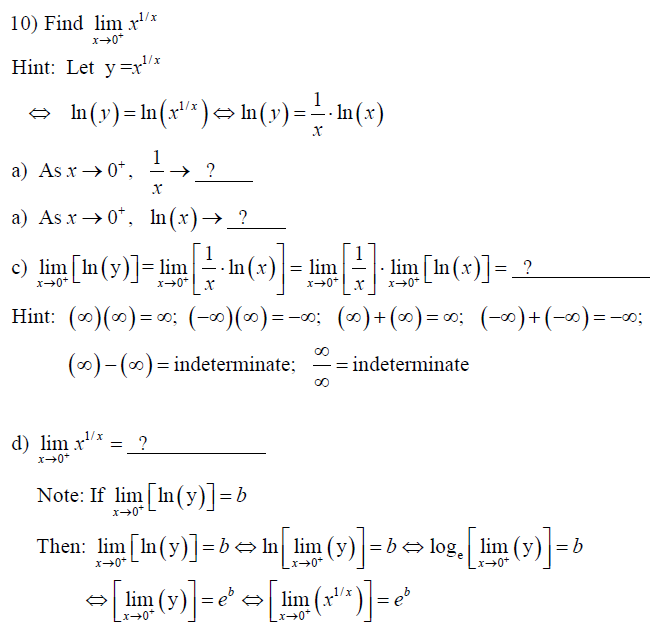 10) Find lim x→0⁺ x^(1/x)
Hint: Let y =x^(1/x)
⇔ ln(y) = ln(x^(1/x)) ⇔ ln(y) = 1/x · ln(x)
a) As x → 0⁺, 1/x → ?
a) As x → 0⁺, ln(x) → ?
c) lim x→0⁺ [ln(y)] = lim x→0⁺ [1/x · ln(x)] = lim x→0⁺ [1/x] · lim x→0⁺ [ln(x)] = ?
Hint: (∞)(∞) = ∞; (−∞)(∞) = −∞; (∞)+(∞) = ∞; (−∞)+(−∞) = −∞;
(∞)−(∞) = indeterminate; ∞/∞ = indeterminate
d) lim x→0⁺ x^(1/x) = ?
Note: If lim x→0⁺ [ln(y)] = b
Then: lim x→0⁺ [ln(y)] = b ⇔ ln[lim x→0⁺ (y)] = b ⇔ logₑ[lim x→0⁺ (y)] = b
⇔ [lim x→0⁺ (y)] = e^b ⇔ [lim x→0⁺ (x^(1/x))] = e^b